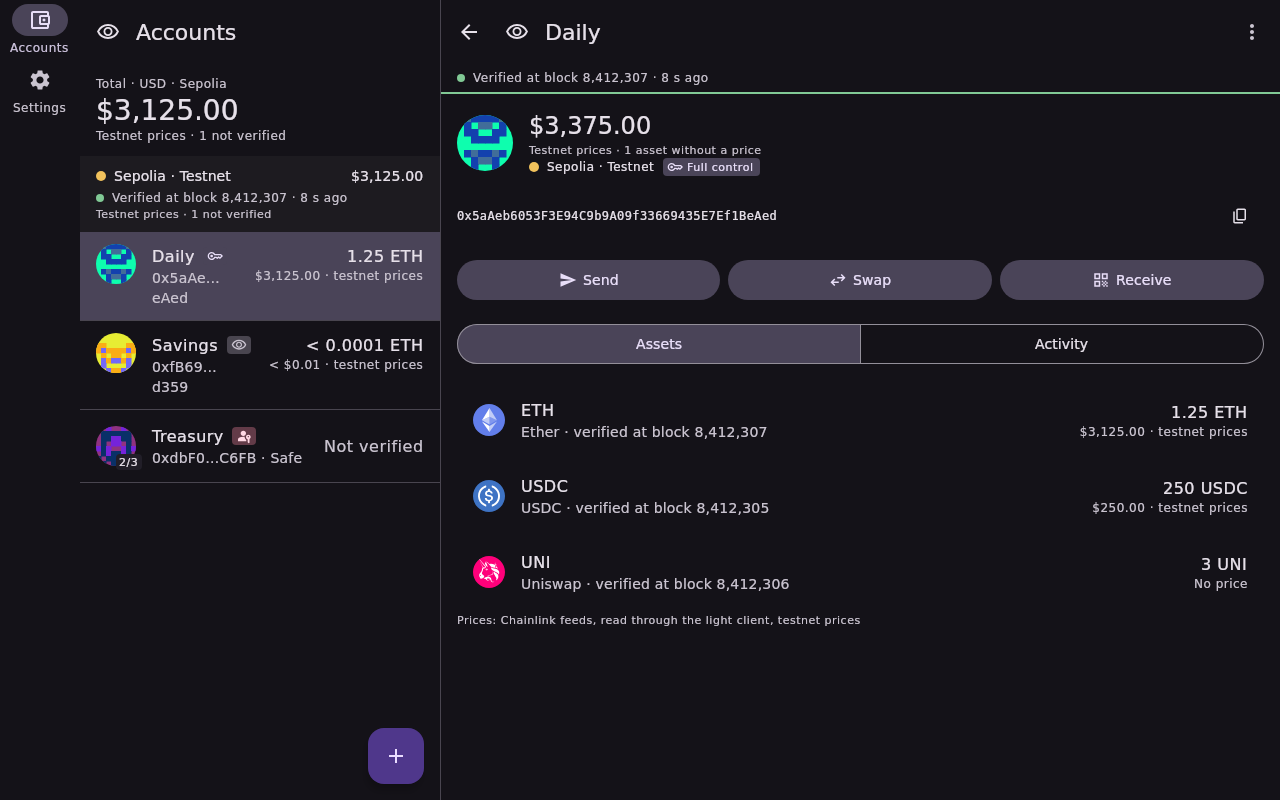 Accounts
Settings
Accounts
Total · USD · Sepolia
$3,125.00
Testnet prices · 1 not verified
Sepolia · Testnet
$3,125.00
Verified at block 8,412,307 · 8 s ago
Testnet prices · 1 not verified
Daily
1.25 ETH
0x5aAe...
eAed
$3,125.00 · testnet prices
Savings
< 0.0001 ETH
0xfB69...
d359
< $0.01 · testnet prices
Treasury
2/3
0xdbF0...C6FB · Safe
Not verified
+
Daily
Verified at block 8,412,307 · 8 s ago
$3,375.00
Testnet prices · 1 asset without a price
Sepolia · Testnet
Full control
0x5aAeb6053F3E94C9b9A09f33669435E7Ef1BeAed
Send
Swap
Receive
Assets
Activity
ETH
Ether · verified at block 8,412,307
1.25 ETH
$3,125.00 · testnet prices
USDC
USDC · verified at block 8,412,305
250 USDC
$250.00 · testnet prices
UNI
Uniswap · verified at block 8,412,306
3 UNI
No price
Prices: Chainlink feeds, read through the light client, testnet prices